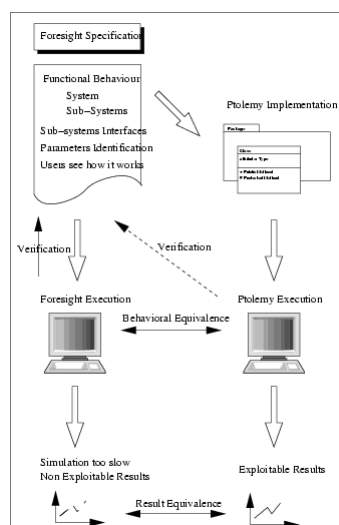 Foresight Specification
Functional Behaviour
System
Sub-Systems
Sub-systems Interfaces
Parameters Identification
Users see how it works
Ptolemy Implementation
Package
Class
Verification
Verification
Foresight Execution
Ptolemy Execution
Behavioral Equivalence
Simulation too slow
Non Exploitable Results
Exploitable Results
Result Equivalence